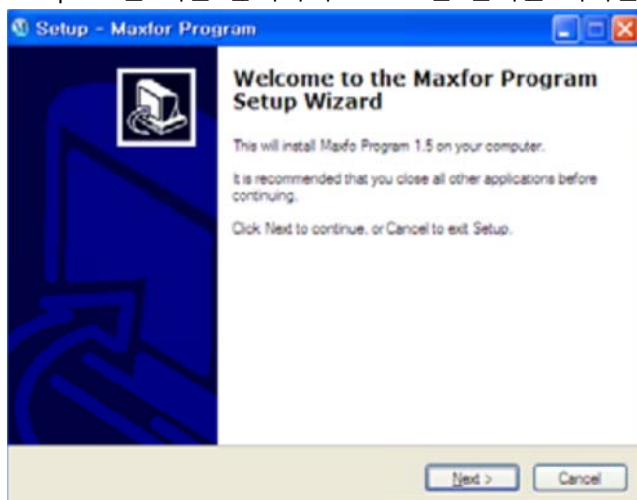 Setup - Maxfor Program
Welcome to the Maxfor Program
Setup Wizard
This will install Maxfo Program 1.5 on your computer.
It is recommended that you close all other applications before
continuing.
Click Next to continue, or Cancel to exit Setup.
Next >
Cancel